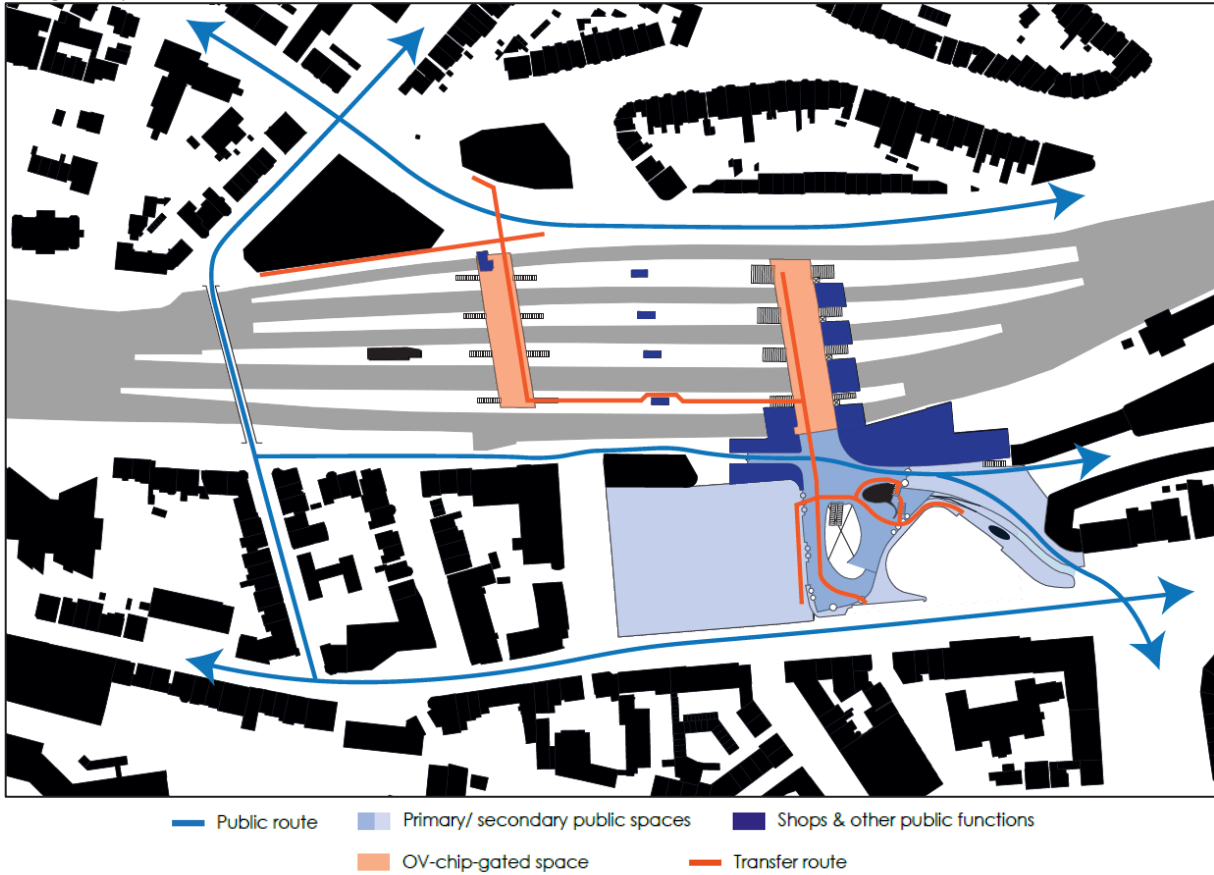 Public route
Primary/ secondary public spaces
Shops & other public functions
OV-chip-gated space
Transfer route